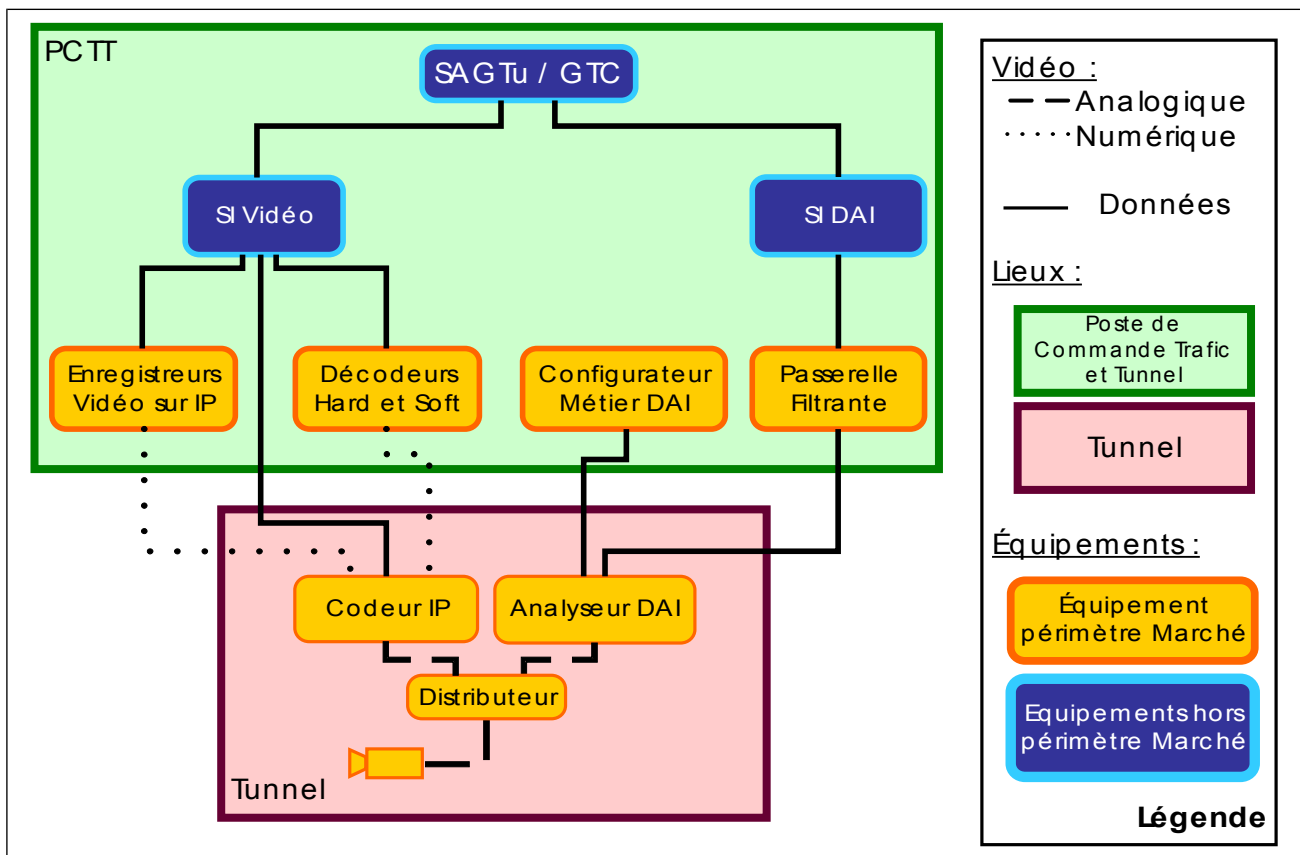 PCTT
SAGTu / GTC
SI Vidéo
SI DAI
Enregistreurs
Vidéo sur IP
Décodeurs
Hard et Soft
Configurateur
Métier DAI
Passerelle
Filtrante
Codeur IP
Analyseur DAI
Distributeur
Tunnel
Vidéo :
Analogique
Numérique
Données
Lieux :
Poste de
Commande Trafic
et Tunnel
Tunnel
Équipements :
Équipement
périmètre Marché
Equipements hors
périmètre Marché
Légende